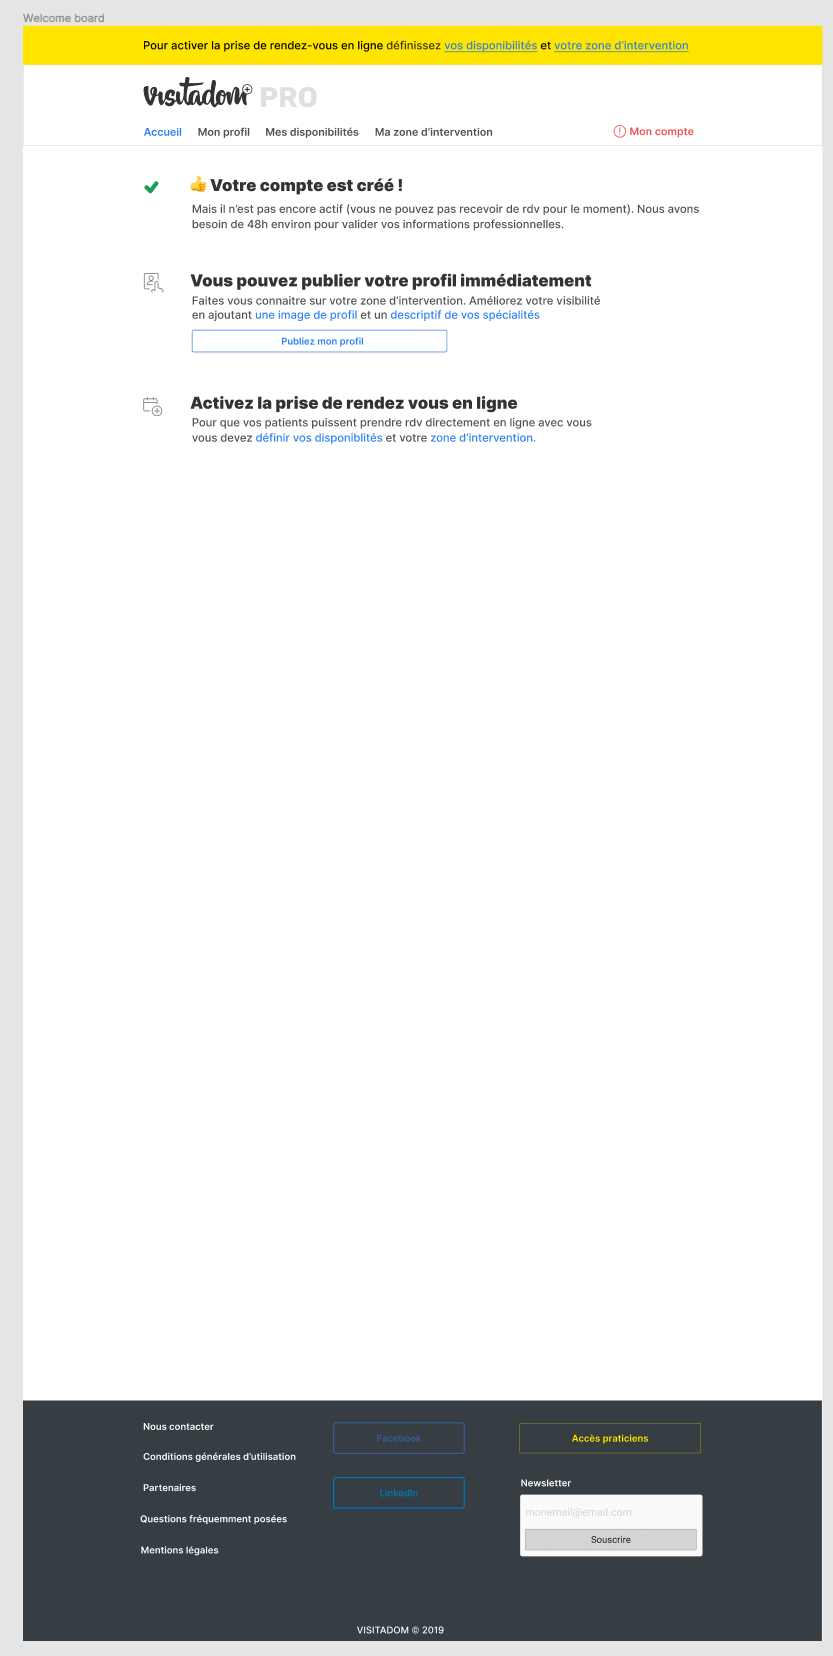 Welcome board
Pour activer la prise de rendez-vous en ligne définissez vos disponibilités et votre zone d'intervention
visitadom PRO
Accueil Mon profil Mes disponibilités Ma zone d'intervention Mon compte
👍 Votre compte est créé !
Mais il n'est pas encore actif (vous ne pouvez pas recevoir de rdv pour le moment). Nous avons
besoin de 48h environ pour valider vos informations professionnelles.
Vous pouvez publier votre profil immédiatement
Faites vous connaitre sur votre zone d'intervention. Améliorez votre visibilité
en ajoutant une image de profil et un descriptif de vos spécialités
Publiez mon profil
Activez la prise de rendez vous en ligne
Pour que vos patients puissent prendre rdv directement en ligne avec vous
vous devez définir vos disponiblités et votre zone d'intervention.
Nous contacter
Conditions générales d'utilisation
Partenaires
Questions fréquemment posées
Mentions légales
Facebook
Linkedin
Accès praticiens
Newsletter
monemail@email.com
Souscrire
VISITADOM © 2019